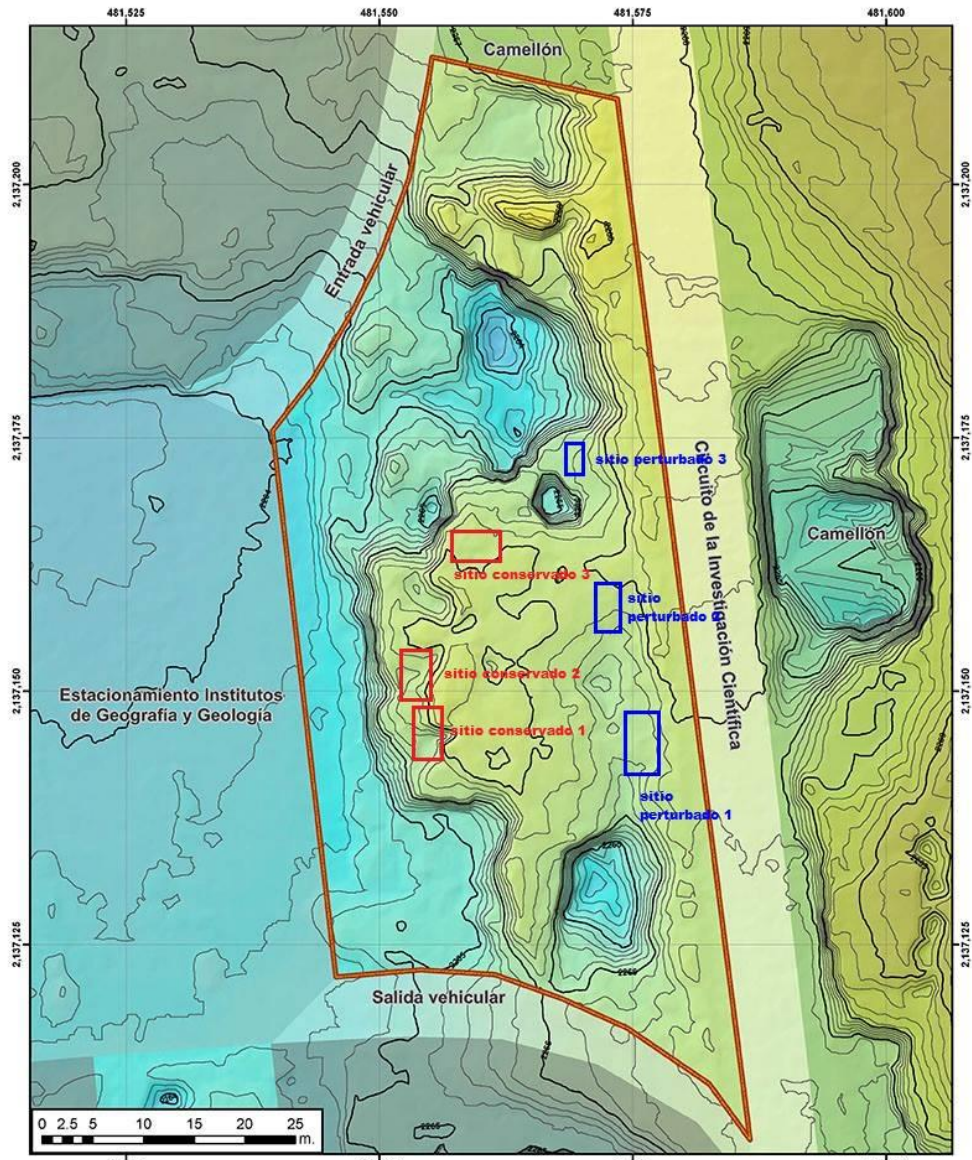 481,525 481,550 481,575 481,600
Camellón
2,137,200
2,137,200
Entrada vehicular
2,137,175
2,137,175
sitio perturbado 3
Circuito de la Investigación Científica
Camellón
sitio conservado 3
sitio
perturbado
sitio conservado 2
2,137,150
2,137,150
Estacionamiento Institutos
de Geografía y Geología
sitio conservado 1
sitio
perturbado 1
2,137,125
2,137,125
Salida vehicular
0 2.5 5 10 15 20 25
m.